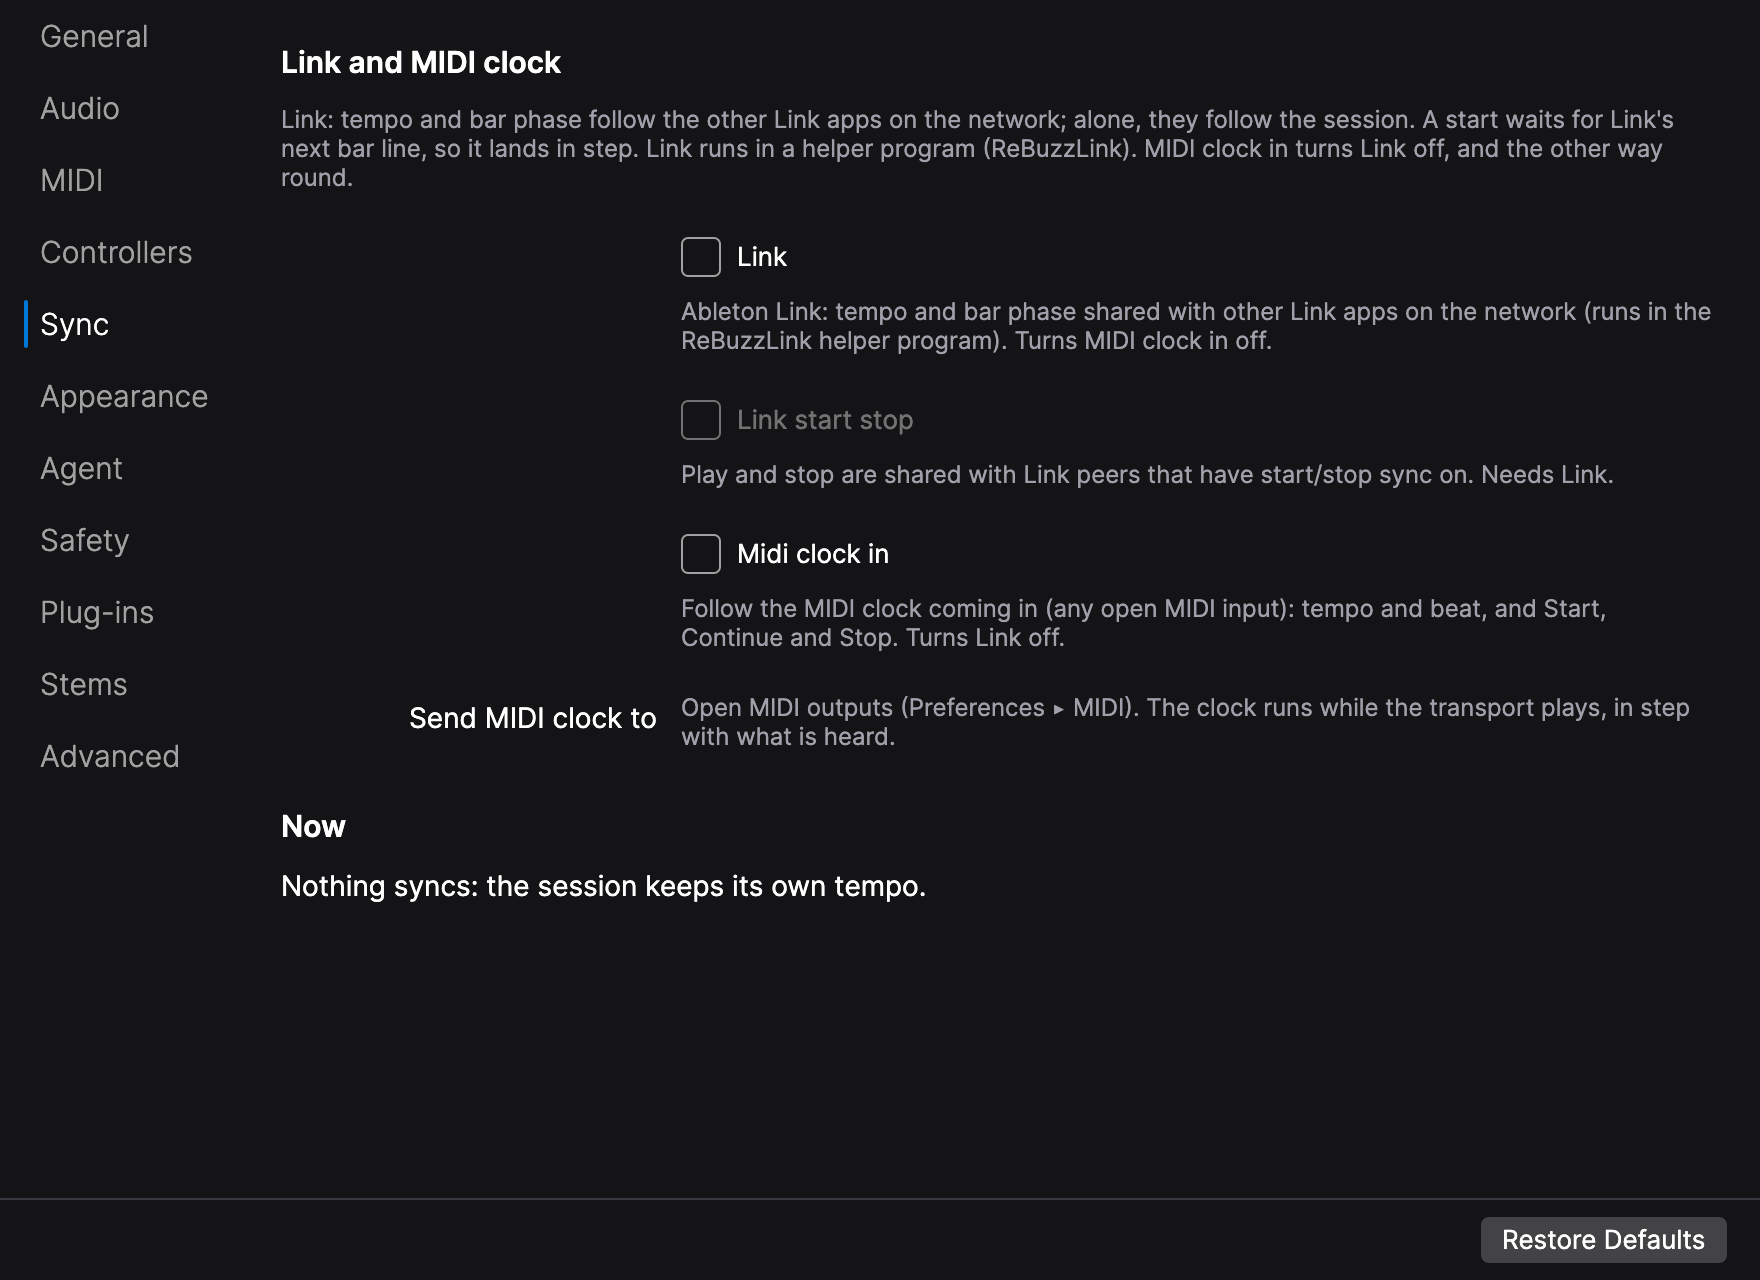 General
Audio
MIDI
Controllers
Sync
Appearance
Agent
Safety
Plug-ins
Stems
Advanced
Link and MIDI clock
Link: tempo and bar phase follow the other Link apps on the network; alone, they follow the session. A start waits for Link's
next bar line, so it lands in step. Link runs in a helper program (ReBuzzLink). MIDI clock in turns Link off, and the other way
round.
Link
Ableton Link: tempo and bar phase shared with other Link apps on the network (runs in the
ReBuzzLink helper program). Turns MIDI clock in off.
Link start stop
Play and stop are shared with Link peers that have start/stop sync on. Needs Link.
Midi clock in
Follow the MIDI clock coming in (any open MIDI input): tempo and beat, and Start,
Continue and Stop. Turns Link off.
Send MIDI clock to
Open MIDI outputs (Preferences ▸ MIDI). The clock runs while the transport plays, in step
with what is heard.
Now
Nothing syncs: the session keeps its own tempo.
Restore Defaults